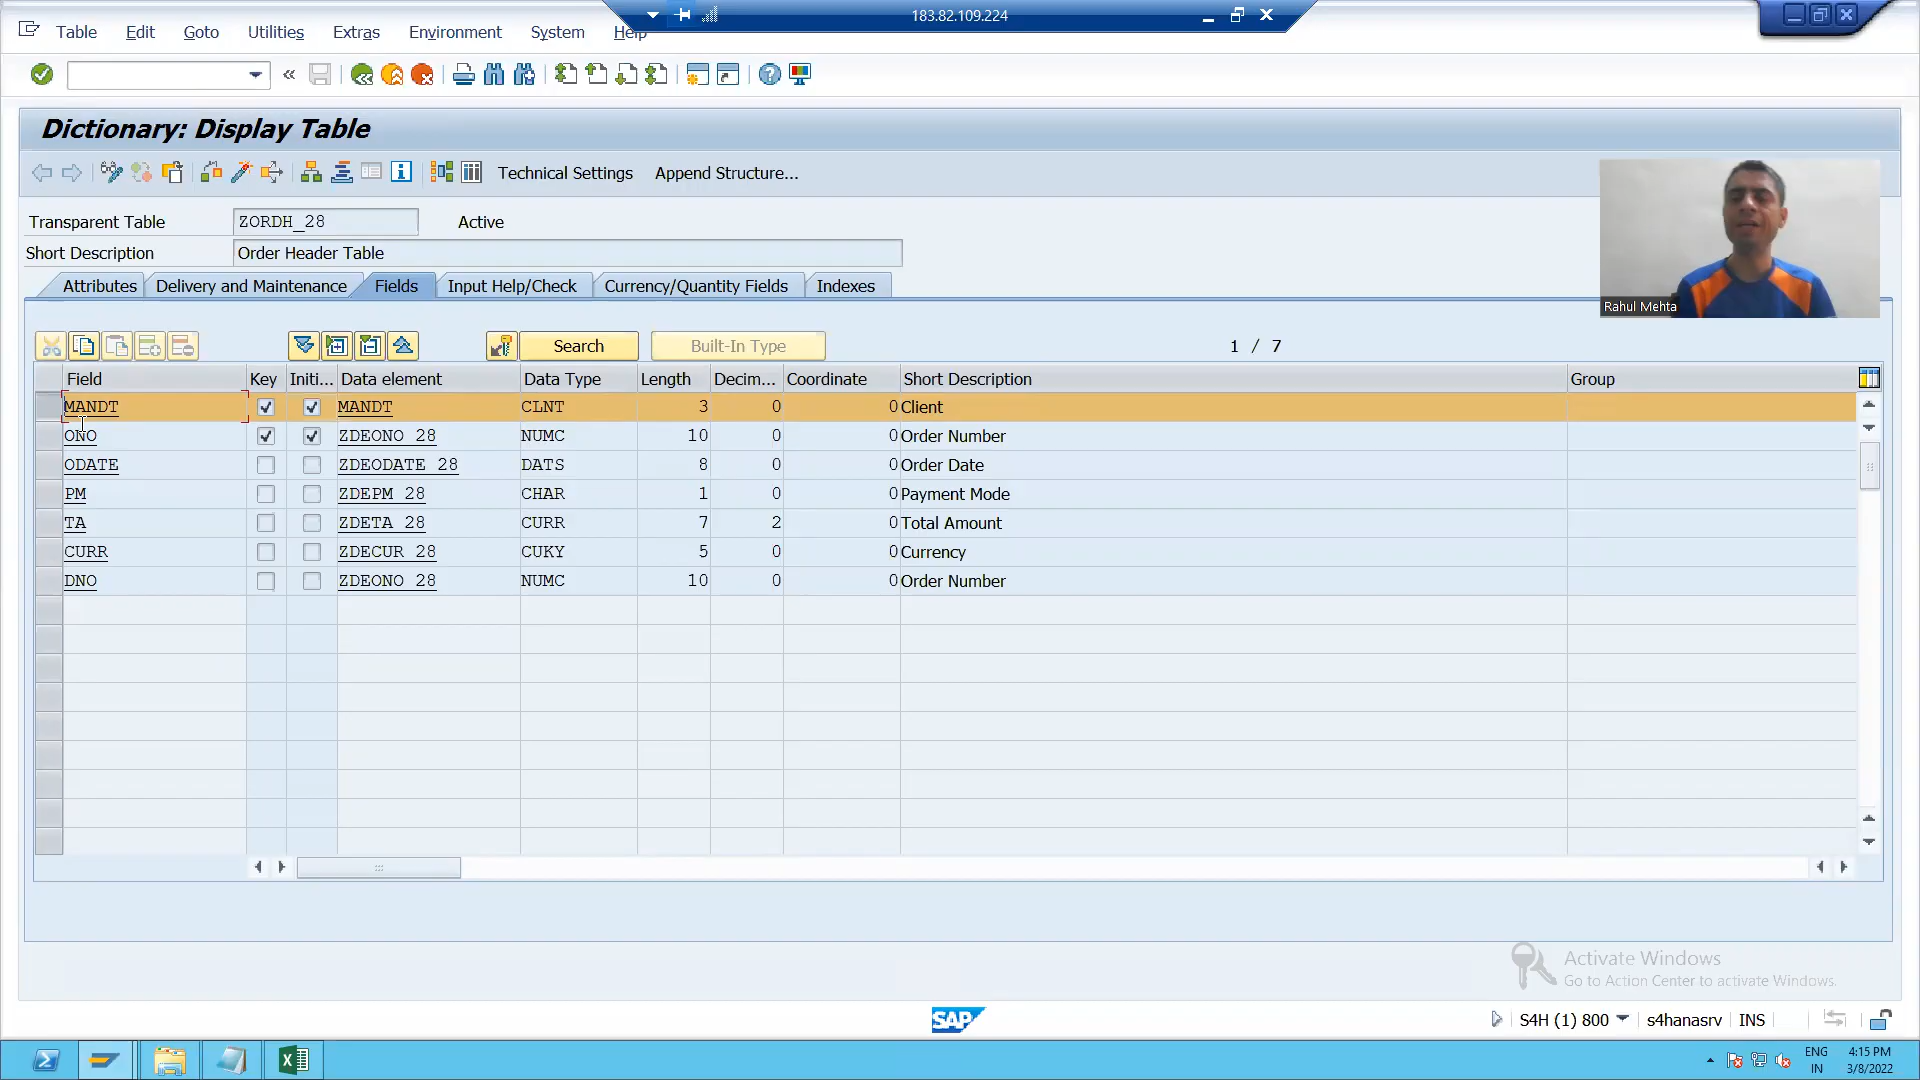 183.82.109.224
Table Edit Goto Utilities Extras Environment System Help
Dictionary: Display Table
Technical Settings Append Structure...
Transparent Table ZORDH_28 Active
Short Description Order Header Table
Attributes Delivery and Maintenance Fields Input Help/Check Currency/Quantity Fields Indexes
Rahul Mehta
Search Built-In Type 1 / 7
Field Key Initi... Data element Data Type Length Decim... Coordinate Short Description Group
MANDT MANDT CLNT 3 0 0 Client
ONO ZDEONO_28 NUMC 10 0 0 Order Number
ODATE ZDEODATE_28 DATS 8 0 0 Order Date
PM ZDEPM_28 CHAR 1 0 0 Payment Mode
TA ZDETA_28 CURR 7 2 0 Total Amount
CURR ZDECUR_28 CUKY 5 0 0 Currency
DNO ZDEONO_28 NUMC 10 0 0 Order Number
Activate Windows
Go to Action Center to activate Windows.
SAP S4H (1) 800 s4hanasrv INS
ENG 4:15 PM
IN 3/8/2022